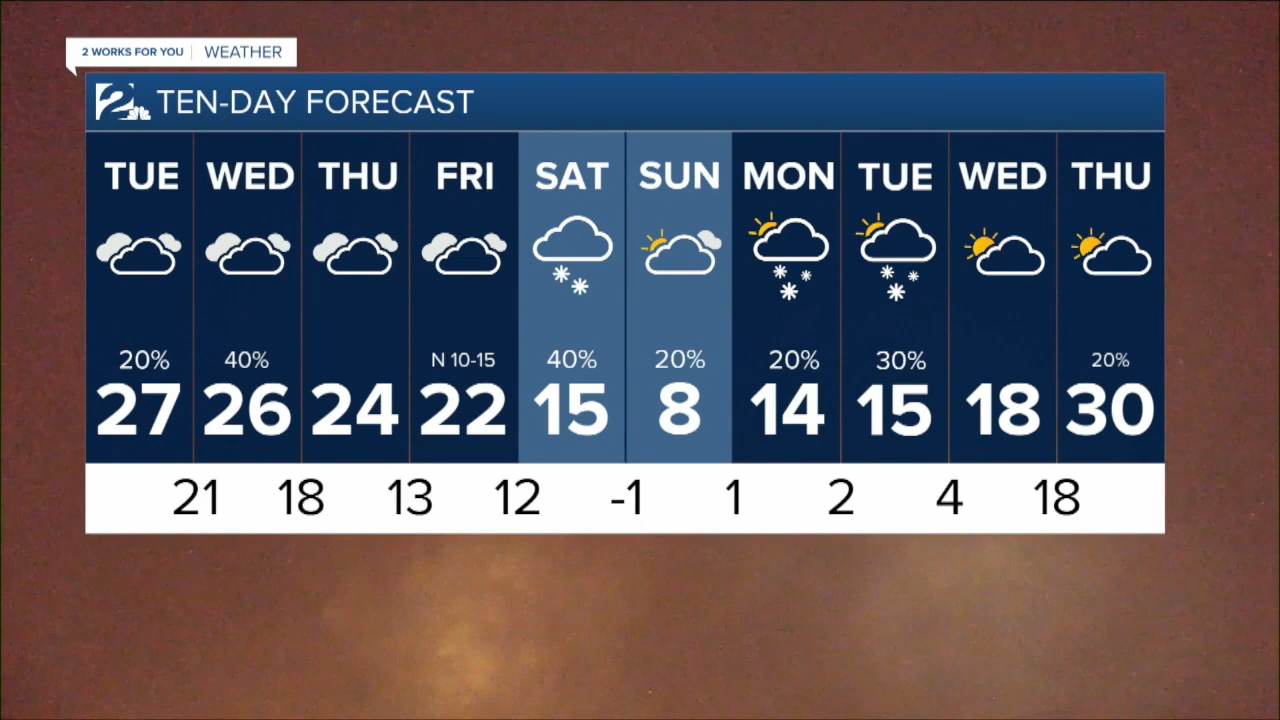 2 WORKS FOR YOU | WEATHER
2 TEN-DAY FORECAST
TUE WED THU FRI SAT SUN MON TUE WED THU
20% 40% N 10-15 40% 20% 20% 30% 20%
27 26 24 22 15 8 14 15 18 30
21 18 13 12 -1 1 2 4 18